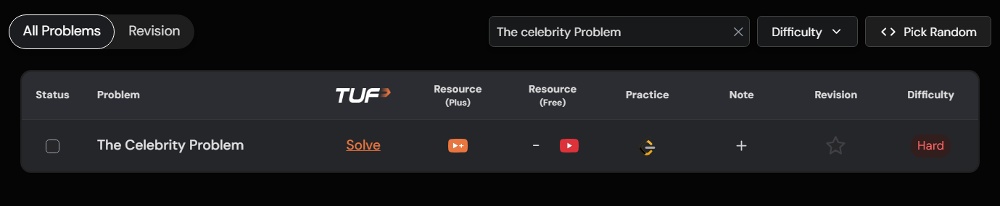 All Problems Revision The celebrity Problem Difficulty Pick Random
Status Problem TUF Resource (Plus) Resource (Free) Practice Note Revision Difficulty
The Celebrity Problem Solve - + Hard